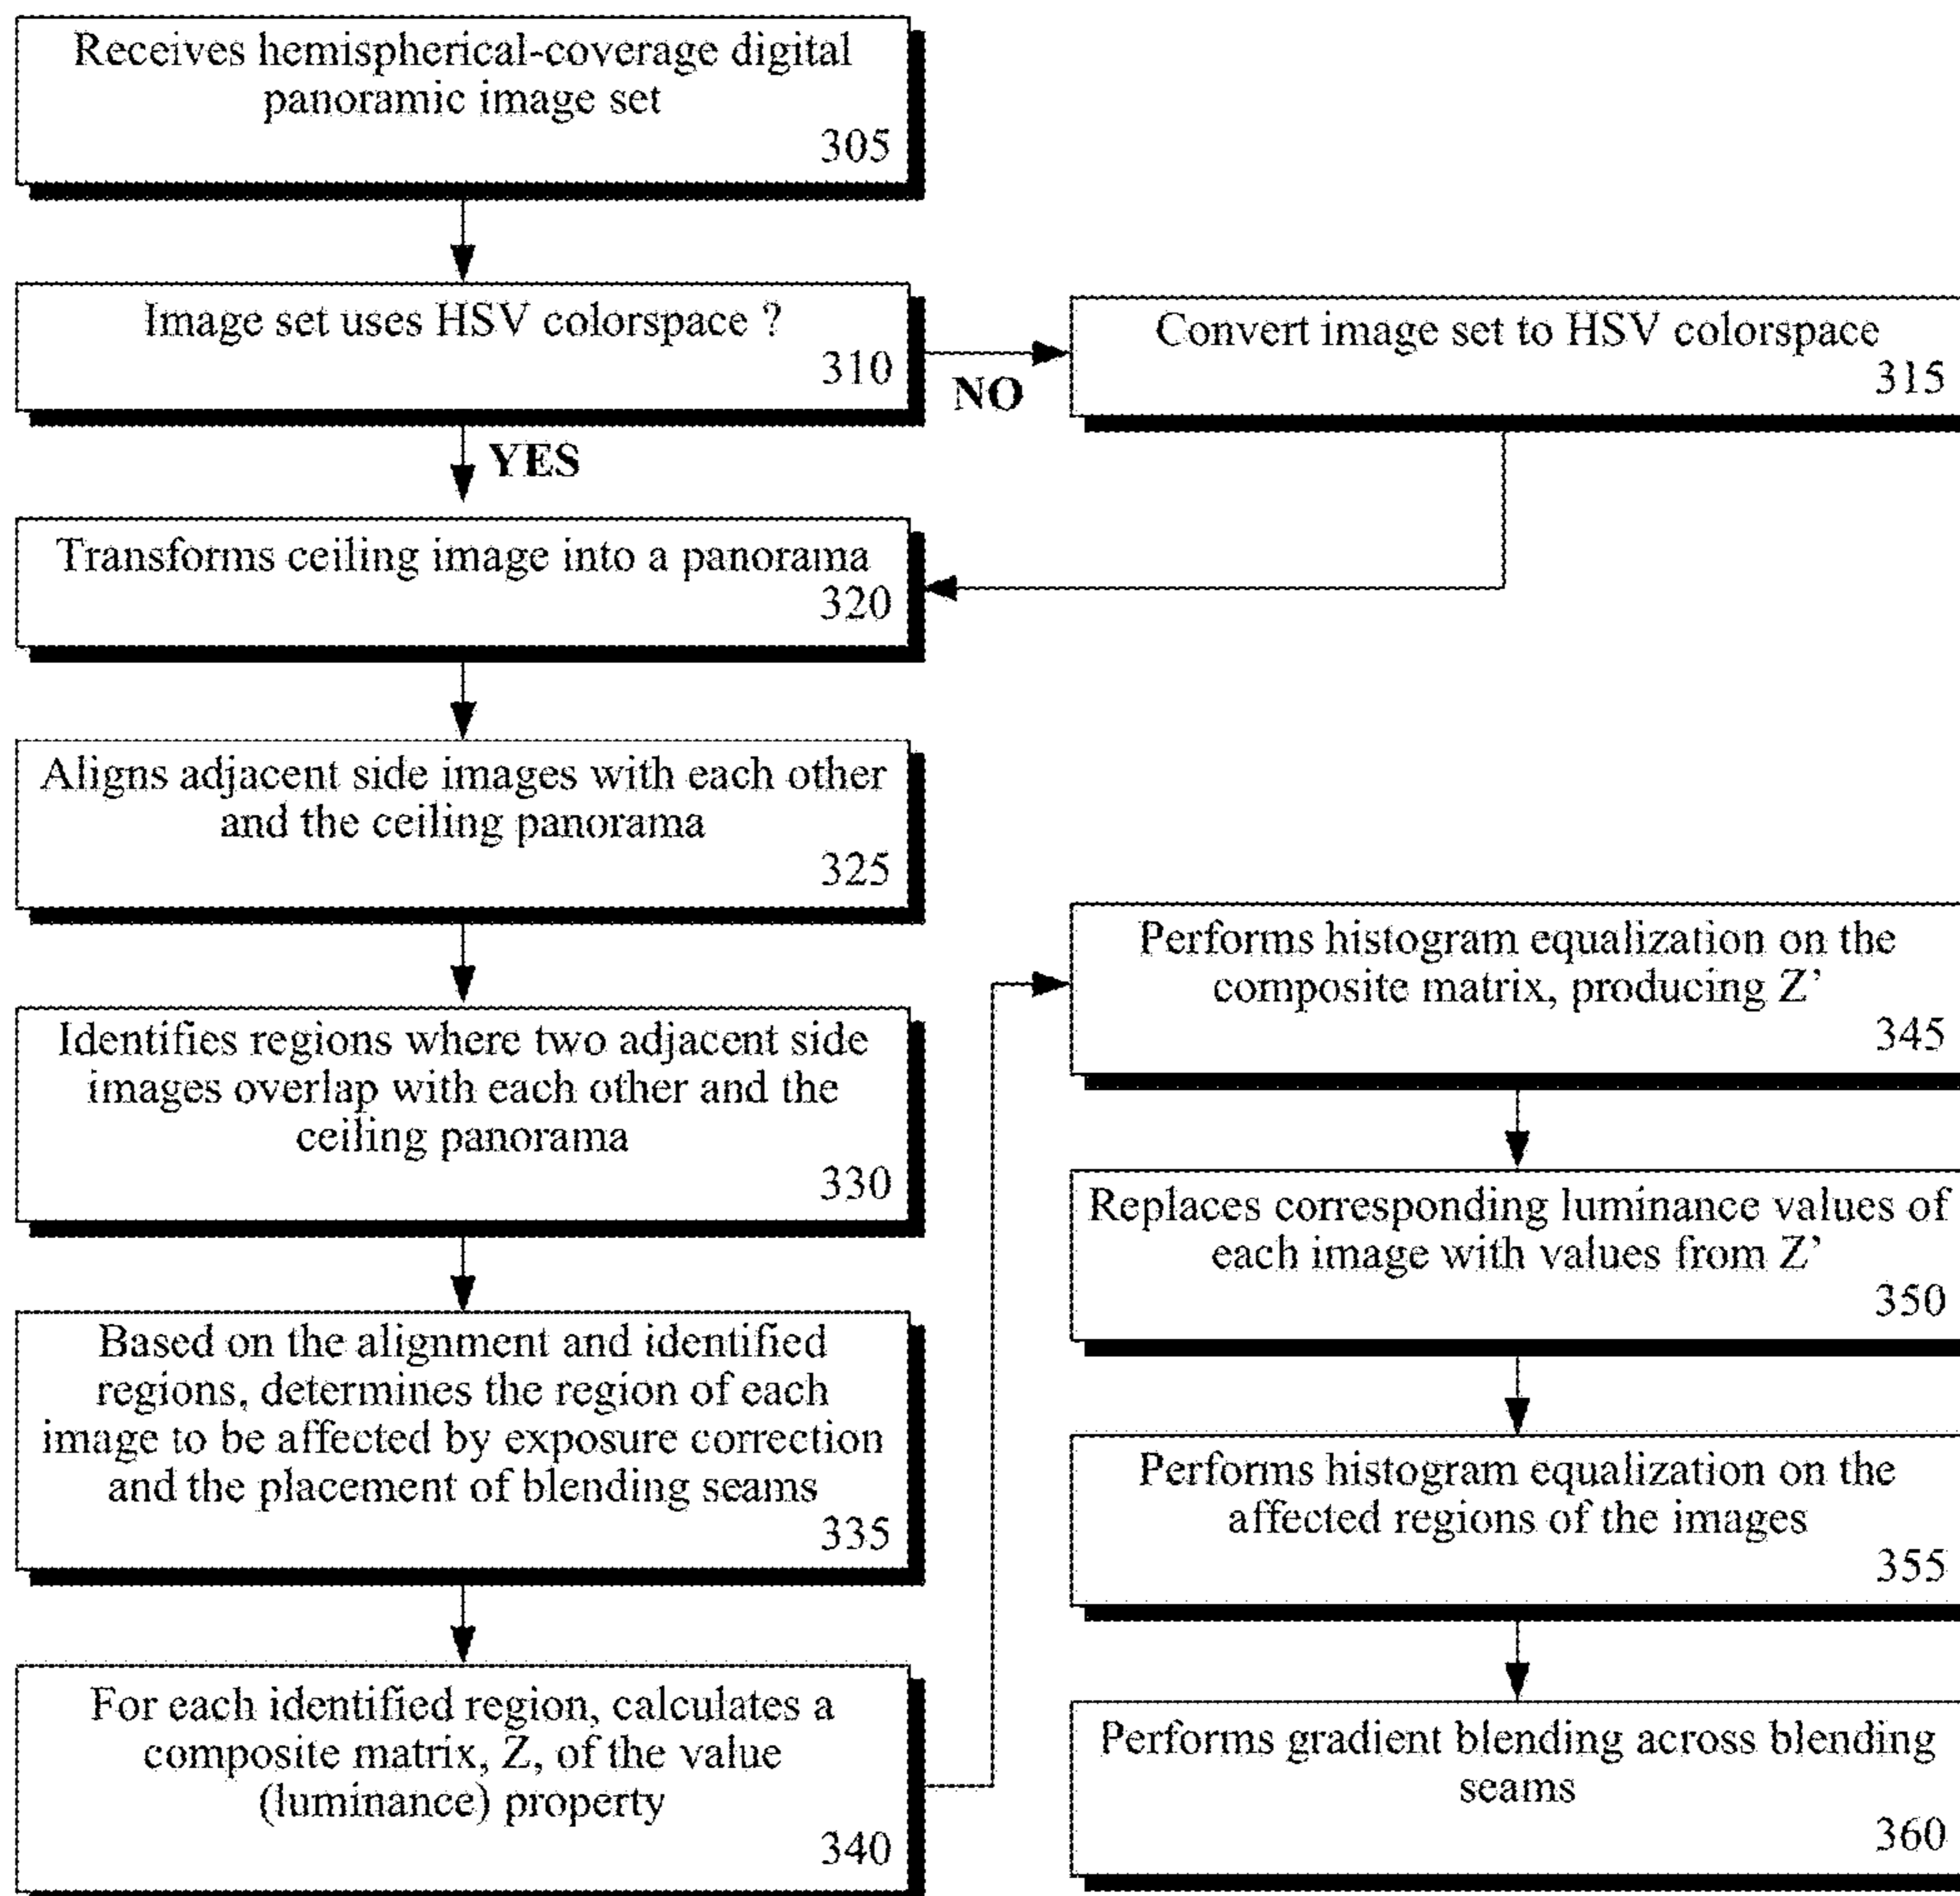 Receives hemispherical-coverage digital
panoramic image set
305
Image set uses HSV colorspace ?
310
NO
Convert image set to HSV colorspace
315
YES
Transforms ceiling image into a panorama
320
Aligns adjacent side images with each other
and the ceiling panorama
325
Identifies regions where two adjacent side
images overlap with each other and the
ceiling panorama
330
Based on the alignment and identified
regions, determines the region of each
image to be affected by exposure correction
and the placement of blending seams
335
For each identified region, calculates a
composite matrix, Z, of the value
(luminance) property
340
Performs histogram equalization on the
composite matrix, producing Z’
345
Replaces corresponding luminance values of
each image with values from Z’
350
Performs histogram equalization on the
affected regions of the images
355
Performs gradient blending across blending
seams
360